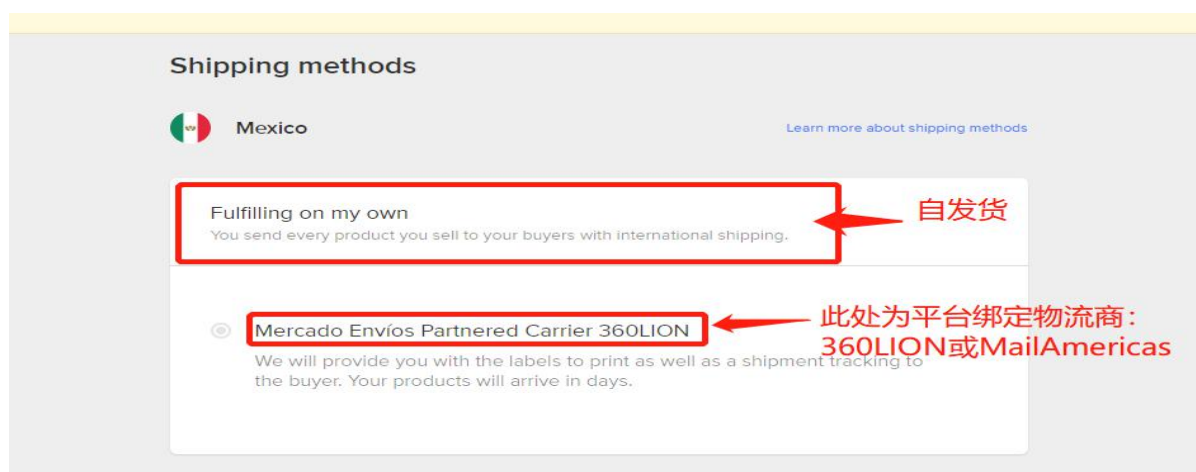 Shipping methods
Mexico
Learn more about shipping methods
Fulfilling on my own
自发货
You send every product you sell to your buyers with international shipping.
Mercado Envíos Partnered Carrier 360LION
此处为平台绑定物流商：
360LION或MailAmericas
We will provide you with the labels to print as well as a shipment tracking to
the buyer. Your products will arrive in days.